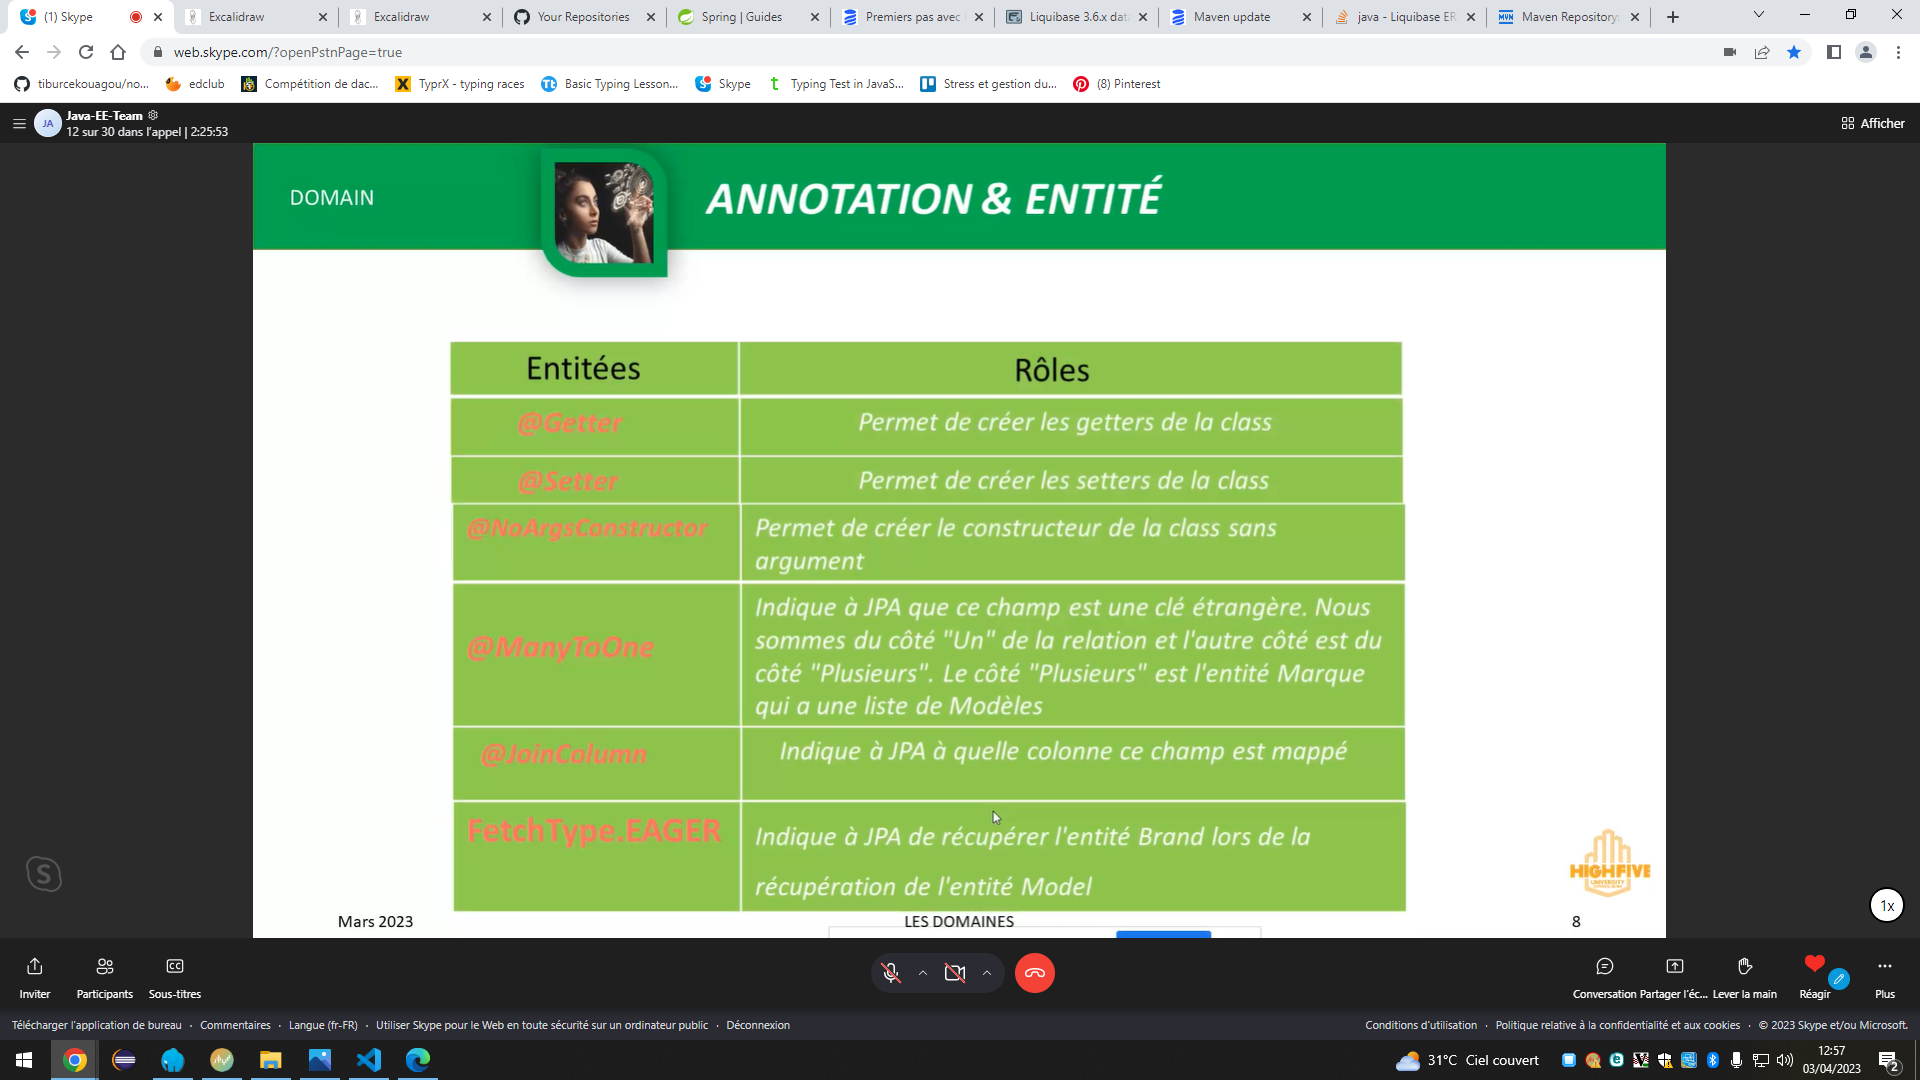 (1) Skype
Excalidraw
Excalidraw
Your Repositories
Spring | Guides
Premiers pas avec
Liquibase 3.6.x dat
Maven update
java - Liquibase ER
Maven Repository
web.skype.com/?openPstnPage=true
tiburcekouagou/no...
edclub
Compétition de dac...
TyprX - typing races
Basic Typing Lesson...
Skype
Typing Test in JavaS...
Stress et gestion du...
(8) Pinterest
JA
Java-EE-Team
12 sur 30 dans l'appel | 2:25:53
Afficher
DOMAIN
ANNOTATION & ENTITÉ
Entitées
Rôles
@Getter
Permet de créer les getters de la class
@Setter
Permet de créer les setters de la class
@NoArgsConstructor
Permet de créer le constructeur de la class sans
argument
@ManyToOne
Indique à JPA que ce champ est une clé étrangère. Nous
sommes du côté "Un" de la relation et l'autre côté est du
côté "Plusieurs". Le côté "Plusieurs" est l'entité Marque
qui a une liste de Modèles
@JoinColumn
Indique à JPA à quelle colonne ce champ est mappé
FetchType.EAGER
Indique à JPA de récupérer l'entité Brand lors de la
récupération de l'entité Model
HIGHFIVE
UNIVERSITY
1x
Mars 2023
LES DOMAINES
8
Inviter
Participants
Sous-titres
Conversation
Partager l'éc...
Lever la main
Réagir
Plus
Télécharger l'application de bureau · Commentaires · Langue (fr-FR) · Utiliser Skype pour le Web en toute sécurité sur un ordinateur public · Déconnexion
Conditions d'utilisation · Politique relative à la confidentialité et aux cookies · © 2023 Skype et/ou Microsoft.
31°C Ciel couvert
12:57
03/04/2023
2